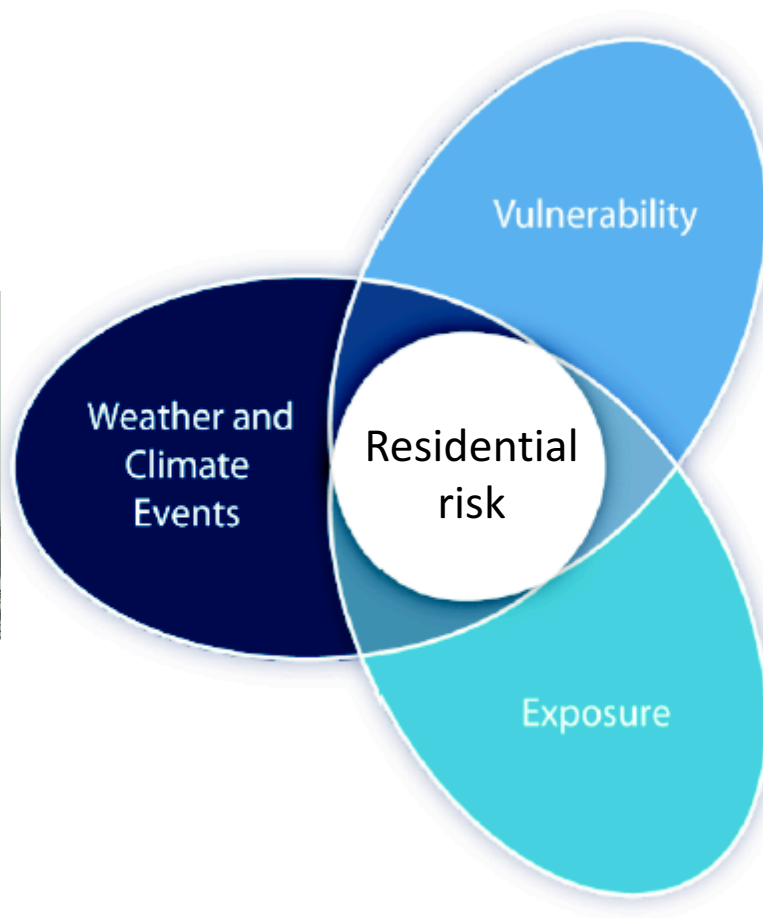 Vulnerability
Weather and
Climate
Events
Residential
risk
Exposure